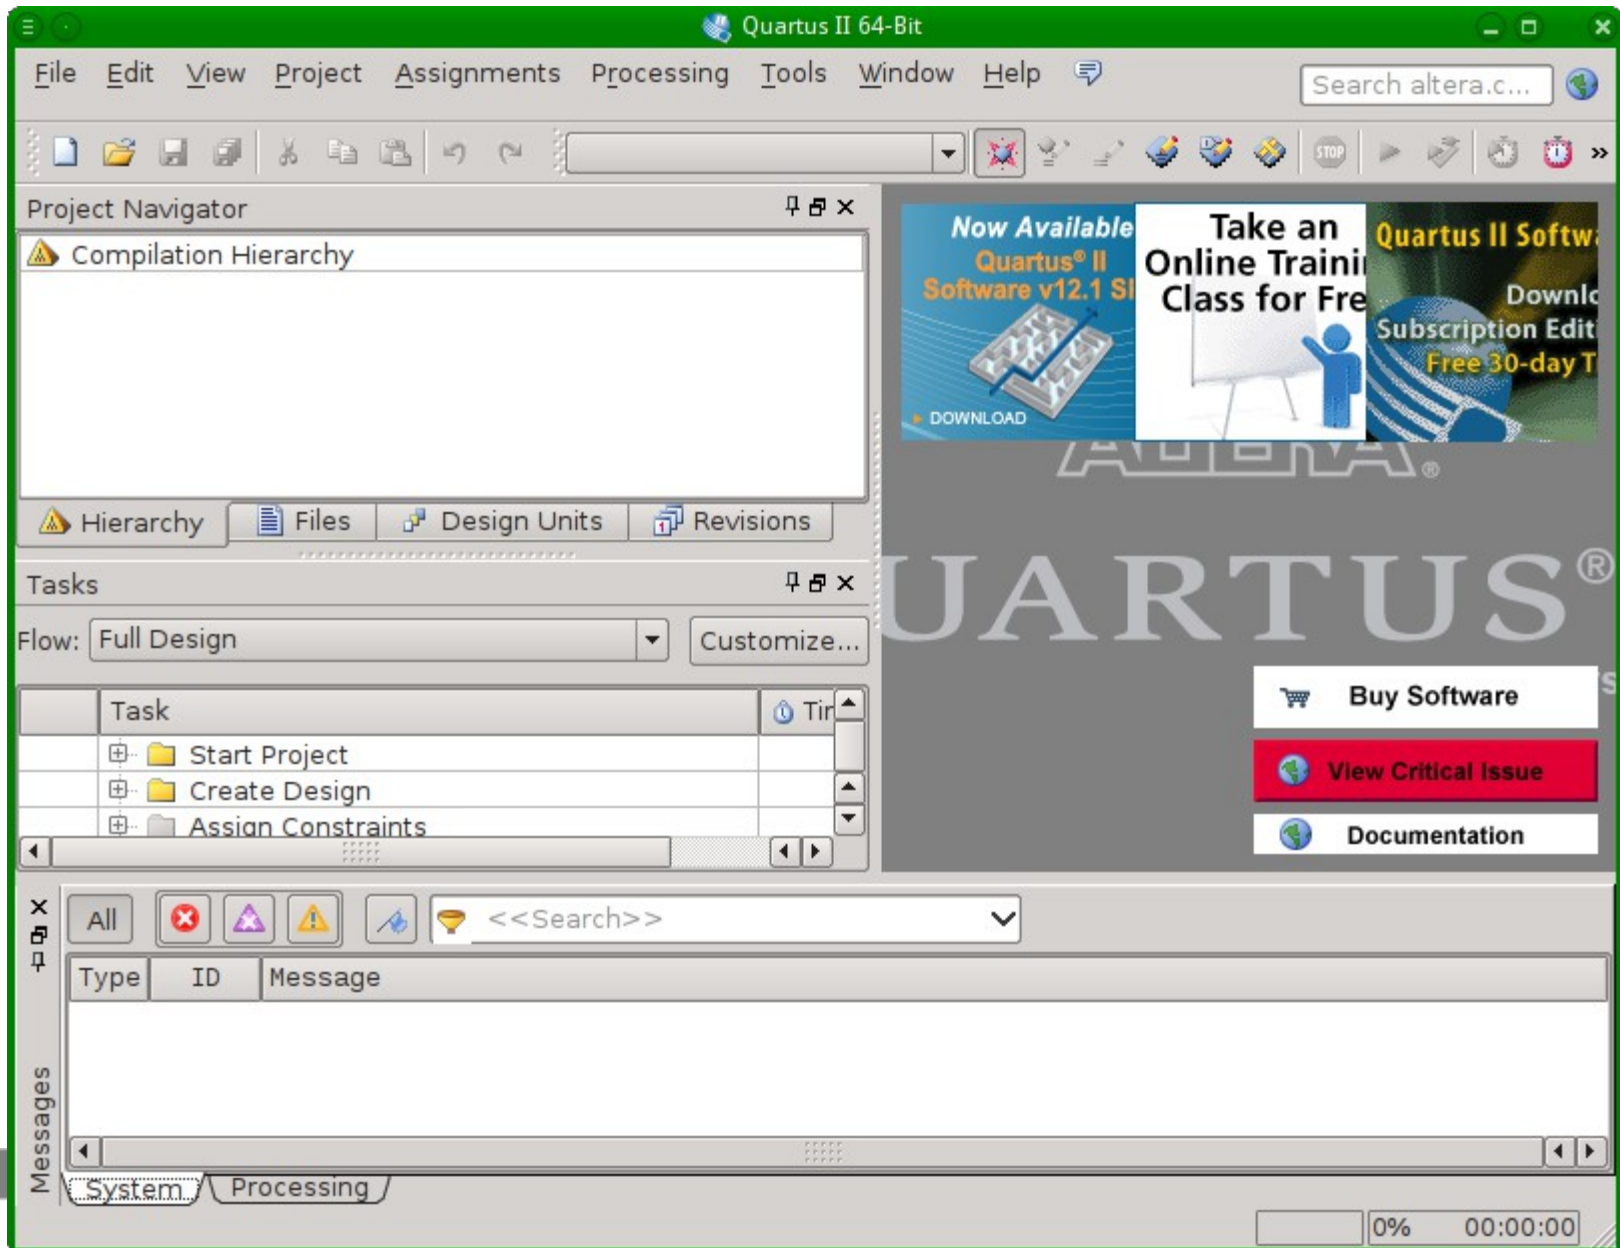 Quartus II 64-Bit
File Edit View Project Assignments Processing Tools Window Help
Search altera.c...
STOP
»
Project Navigator
Compilation Hierarchy
Hierarchy Files Design Units Revisions
Tasks
Flow: Full Design Customize...
Task Tir
Start Project
Create Design
Assign Constraints
Now Available
Quartus® II
Software v12.1 SI
DOWNLOAD
Take an
Online Traini
Class for Fre
Quartus II Softwa
Downlo
Subscription Editi
Free 30-day T
ALTERA®
UARTUS®
Buy Software
View Critical Issue
Documentation
All <<Search>>
Type ID Message
Messages
System Processing
0% 00:00:00